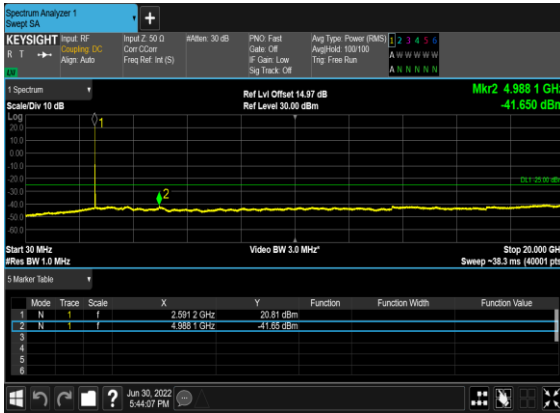 Spectrum Analyzer 1
Swept SA
KEYSIGHT Input: RF Input Z: 50 Ω #Atten: 30 dB PNO: Fast Avg Type: Power (RMS) 1 2 3 4 5 6
R T Coupling: DC Corr CCorr Gate: Off Avg|Hold: 100/100 A W W W W W
Align: Auto Freq Ref: Int (S) IF Gain: Low Trig: Free Run
Sig Track: Off A N N N N N
1 Spectrum Ref Lvl Offset 14.97 dB Mkr2 4.988 1 GHz
Scale/Div 10 dB Ref Level 30.00 dBm -41.650 dBm
Log
1
20.0
10.0
0.00
-10.0
-20.0
DL1 -25.00 dBm
-30.0
2
-40.0
-50.0
-60.0
Start 30 MHz Video BW 3.0 MHz* Stop 20.000 GHz
#Res BW 1.0 MHz Sweep ~38.3 ms (40001 pts)
5 Marker Table
Mode Trace Scale X Y Function Function Width Function Value
1 N 1 f 2.591 2 GHz 20.81 dBm
2 N 1 f 4.988 1 GHz -41.65 dBm
3
4
5
6
? Jun 30, 2022
5:44:07 PM